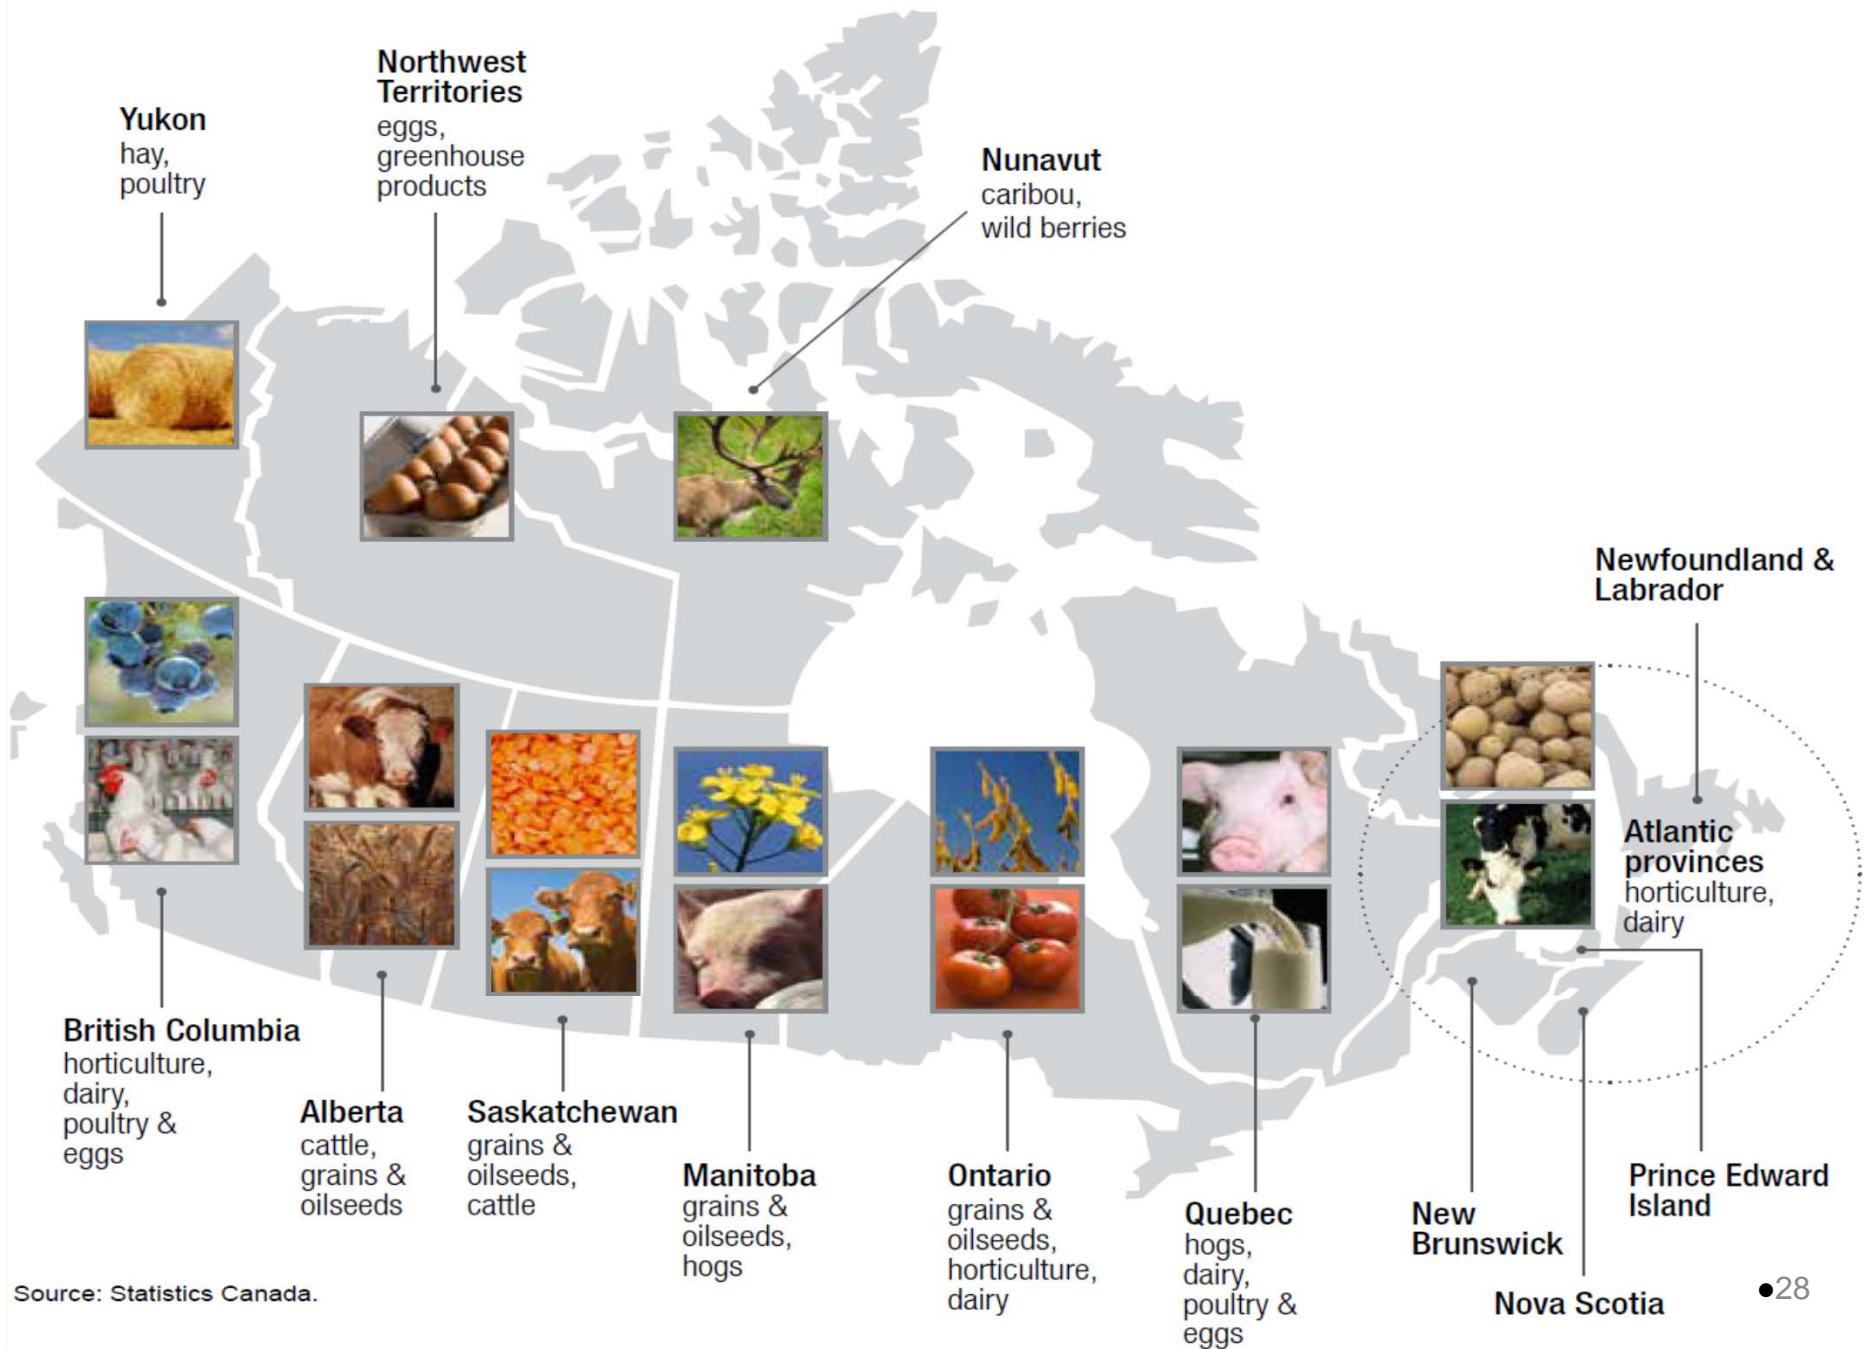 Northwest
Territories
eggs,
greenhouse
products
Yukon
hay,
poultry
Nunavut
caribou,
wild berries
Newfoundland &
Labrador
Atlantic
provinces
horticulture,
dairy
British Columbia
horticulture,
dairy,
poultry &
eggs
Alberta
cattle,
grains &
oilseeds
Saskatchewan
grains &
oilseeds,
cattle
Manitoba
grains &
oilseeds,
hogs
Ontario
grains &
oilseeds,
horticulture,
dairy
Quebec
hogs,
dairy,
poultry &
eggs
New
Brunswick
Prince Edward
Island
Nova Scotia
Source: Statistics Canada.
•28